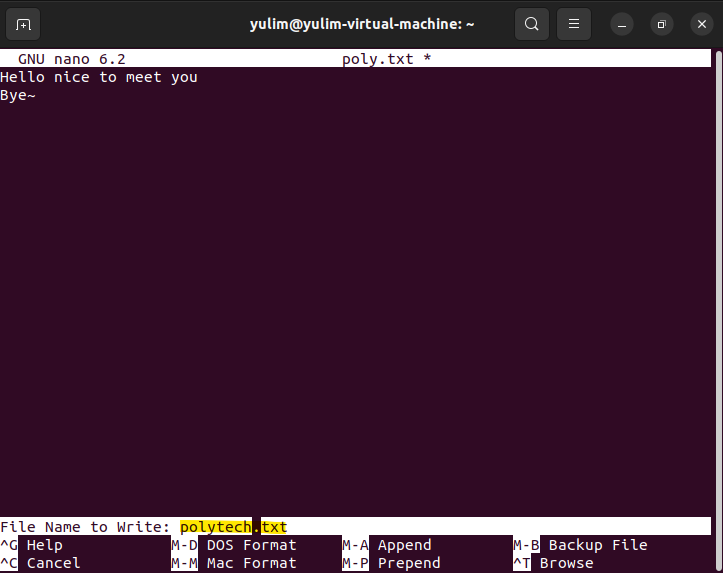 yulim@yulim-virtual-machine: ~
GNU nano 6.2 poly.txt *
Hello nice to meet you
Bye~
File Name to Write: polytech.txt
^G Help M-D DOS Format M-A Append M-B Backup File
^C Cancel M-M Mac Format M-P Prepend ^T Browse